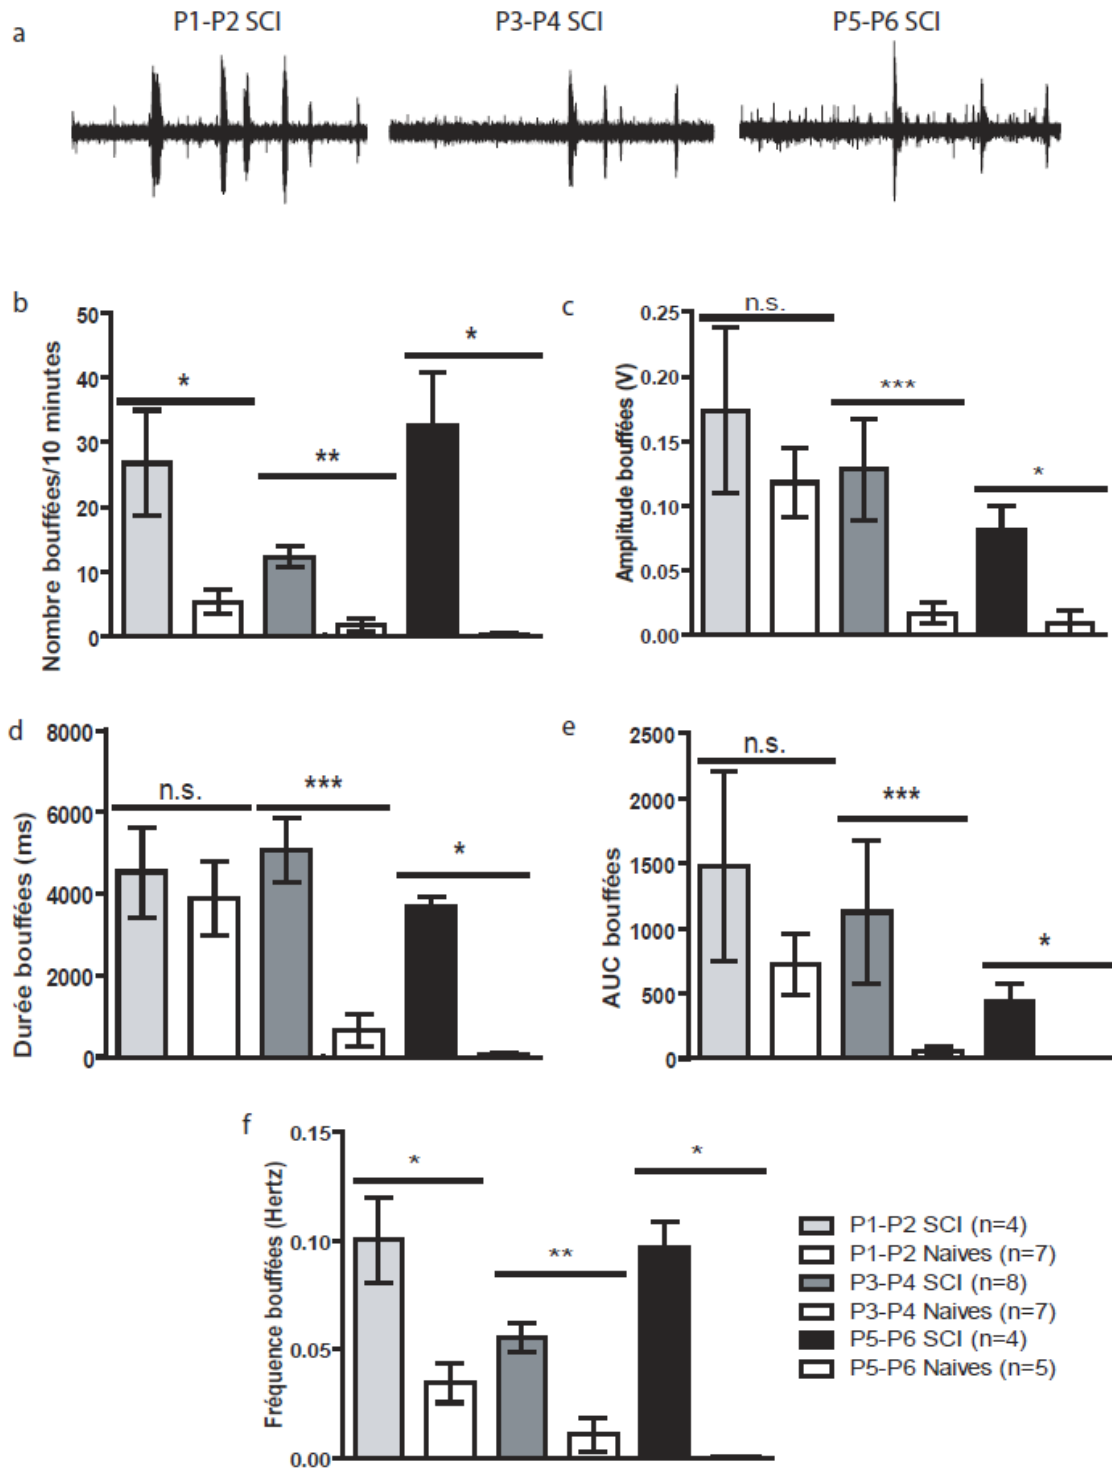 a
P1-P2 SCI
P3-P4 SCI
P5-P6 SCI
b
Nombre bouffées/10 minutes
50
40
30
20
10
0
*
**
*
c
Amplitude bouffées (V)
0.25
0.20
0.15
0.10
0.05
0.00
n.s.
***
*
d
Durée bouffées (ms)
8000
6000
4000
2000
0
n.s.
***
*
e
AUC bouffées
2500
2000
1500
1000
500
0
n.s.
***
*
f
Fréquence bouffées (Hertz)
0.15
0.10
0.05
0.00
*
**
*
P1-P2 SCI (n=4)
P1-P2 Naives (n=7)
P3-P4 SCI (n=8)
P3-P4 Naives (n=7)
P5-P6 SCI (n=4)
P5-P6 Naives (n=5)